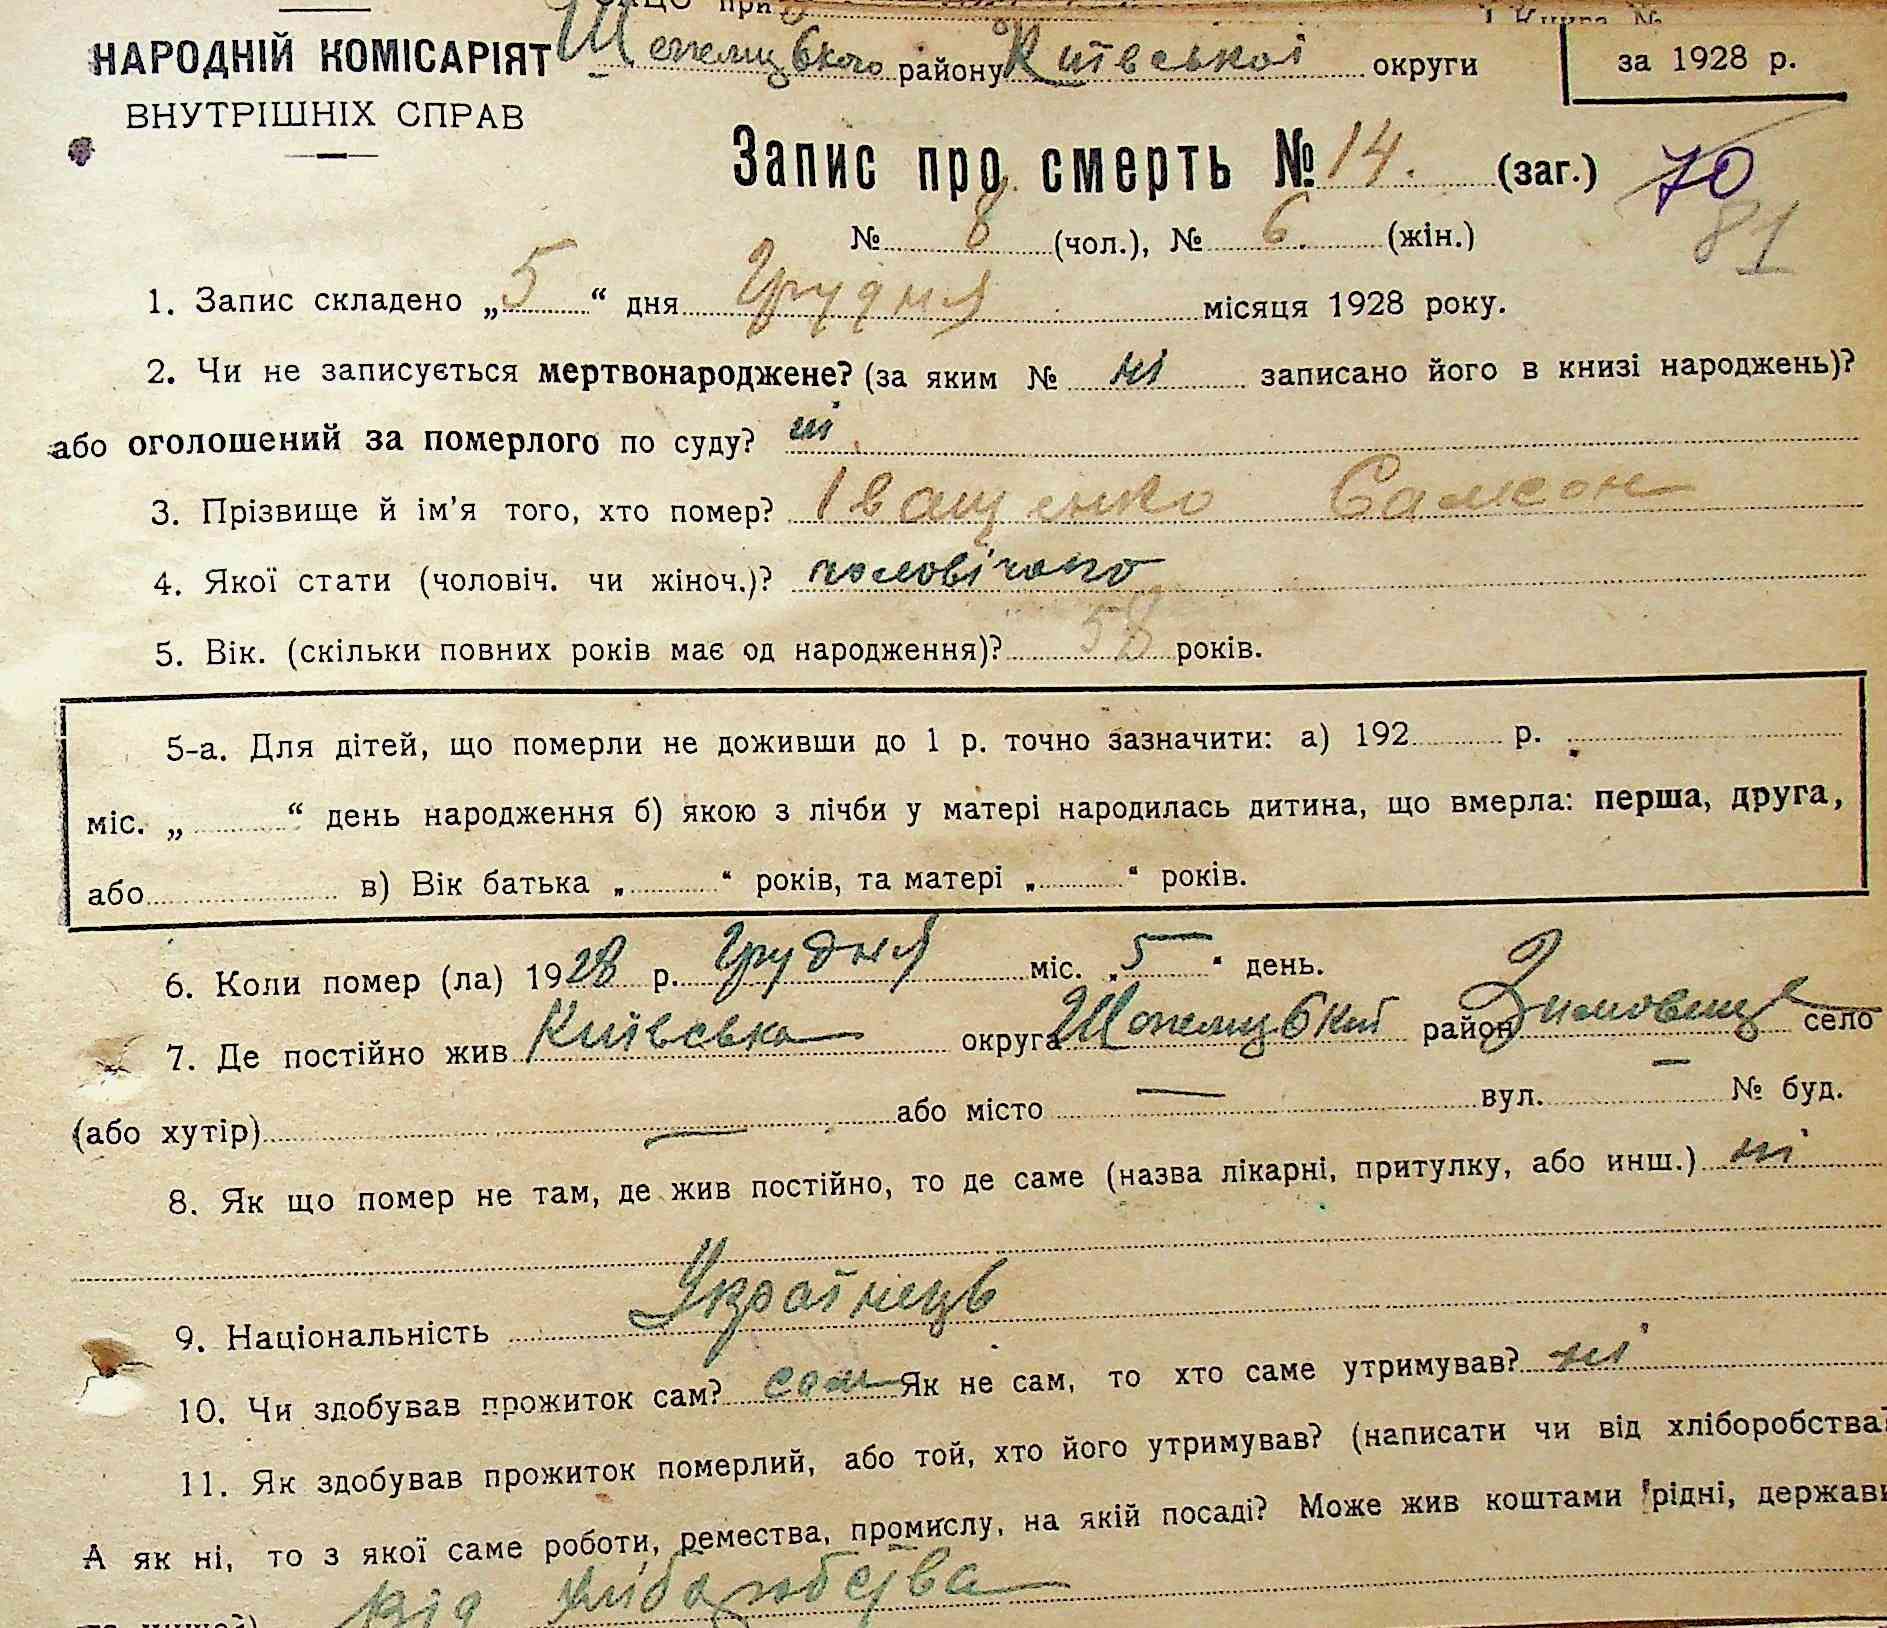 при
НАРОДНІЙ КОМІСАРІЯТ Шепелицького району Київської округи
за 1928 р.
ВНУТРІШНІХ СПРАВ
Запис про смерть № 14. (заг.) 70
№ 8 (чол.), № 6. (жін.) 81
1. Запис складено „5“ дня Грудня місяця 1928 року.
2. Чи не записується мертвонароджене? (за яким № ні записано його в книзі народжень)?
або оголошений за померлого по суду? ні
3. Прізвище й ім'я того, хто помер? Іващенко Самсон
4. Якої стати (чоловіч. чи жіноч.)? чоловічого
5. Вік. (скільки повних років має од народження)? 58 років.
5-а. Для дітей, що померли не доживши до 1 р. точно зазначити: а) 192 р.
міс. „ “ день народження б) якою з лічби у матері народилась дитина, що вмерла: перша, друга,
або в) Вік батька „ “ років, та матері „ “ років.
6. Коли помер (ла) 1928 р. Грудня міс. „5“ день.
7. Де постійно жив Київська округа Шепелицький район Зимовище село
(або хутір) — або місто — вул. — № буд.
8. Як що помер не там, де жив постійно, то де саме (назва лікарні, притулку, або инш.) ні
9. Національність Українець
10. Чи здобував прожиток сам? сам Як не сам, то хто саме утримував? ні
11. Як здобував прожиток померлий, або той, хто його утримував? (написати чи від хліборобства?
А як ні, то з якої саме роботи, ремества, промислу, на якій посаді? Може жив коштами рідні, держави
Від хліборобства